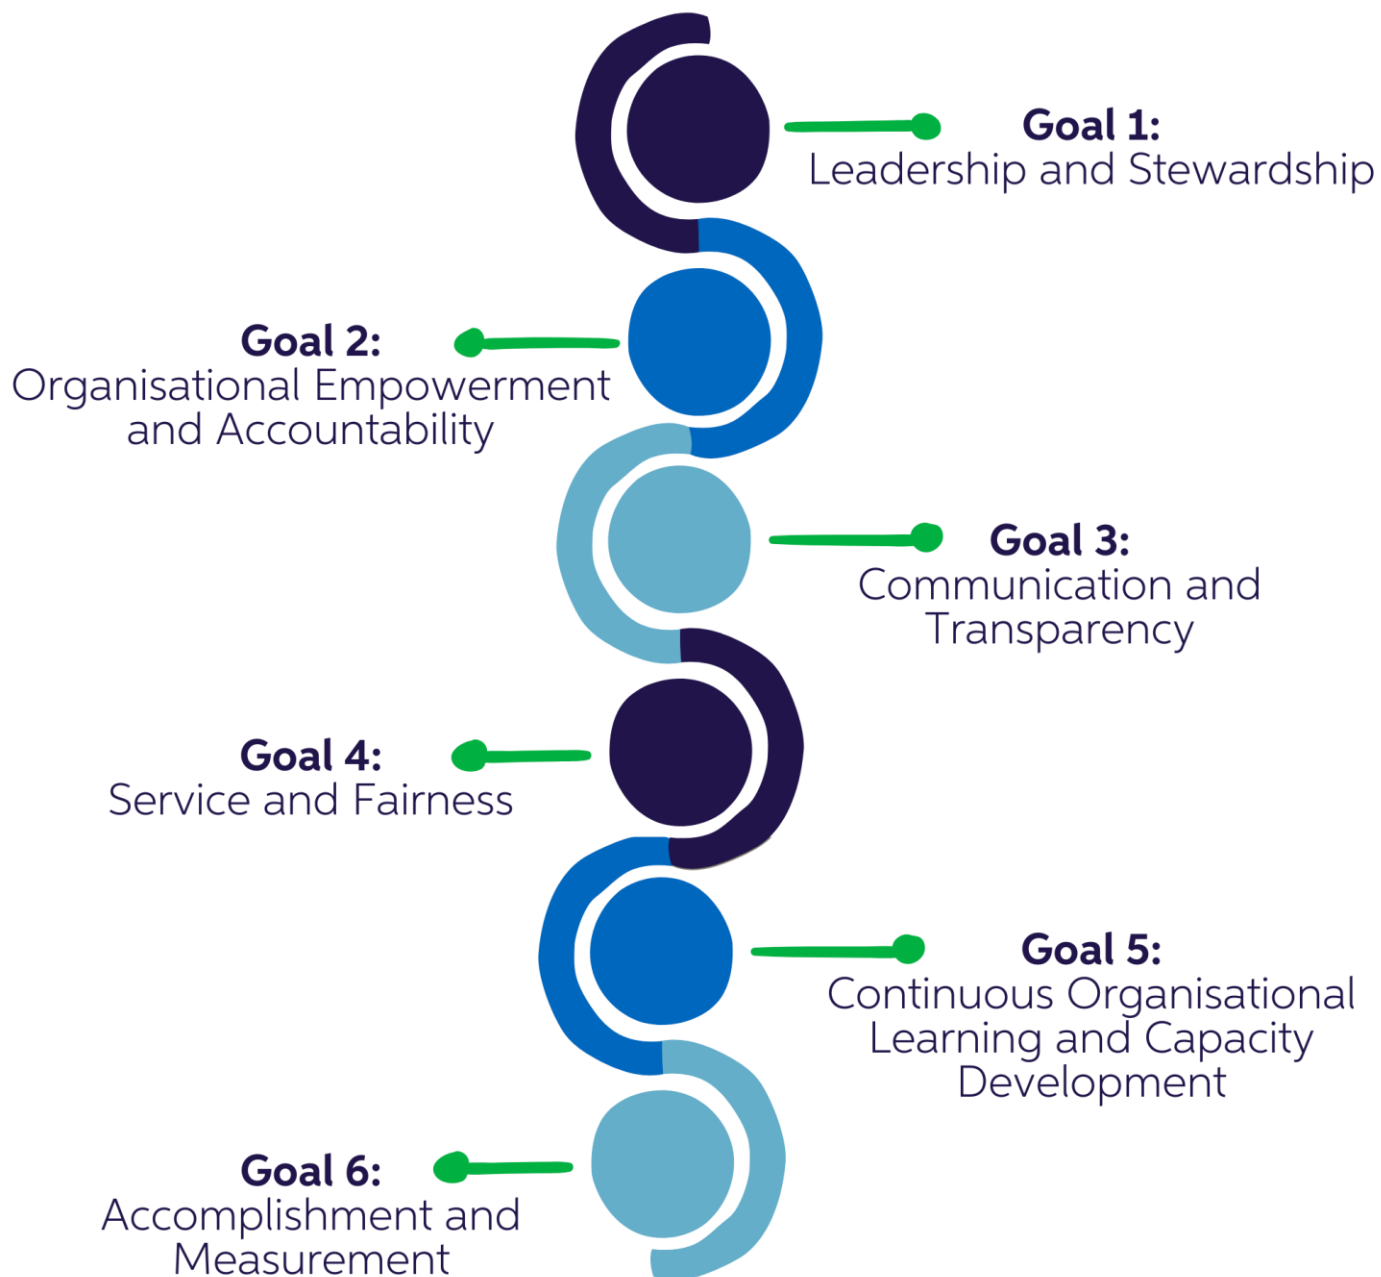 Goal 1:
Leadership and Stewardship
Goal 2:
Organisational Empowerment
and Accountability
Goal 3:
Communication and
Transparency
Goal 4:
Service and Fairness
Goal 5:
Continuous Organisational
Learning and Capacity
Development
Goal 6:
Accomplishment and
Measurement